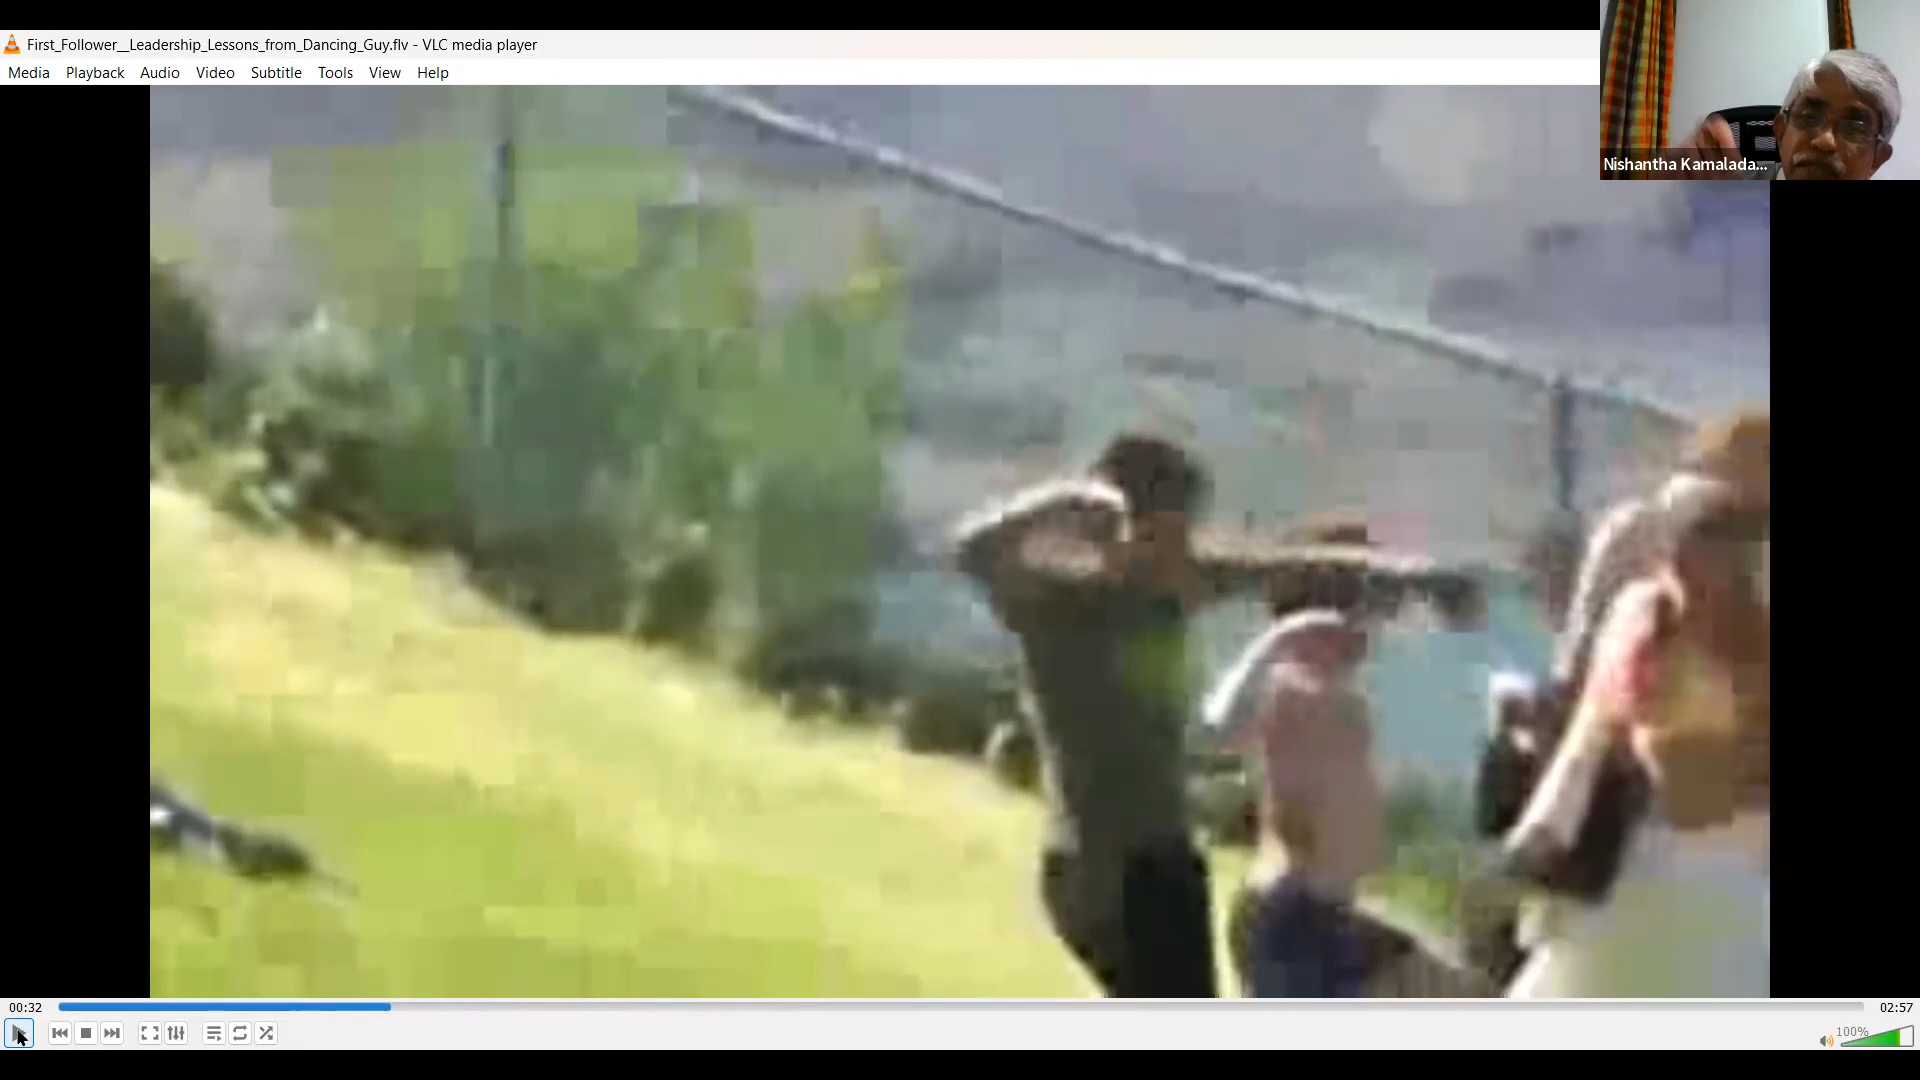 First_Follower__Leadership_Lessons_from_Dancing_Guy.flv - VLC media player
Media Playback Audio Video Subtitle Tools View Help
Nishantha Kamalada...
00:32
02:57
100%